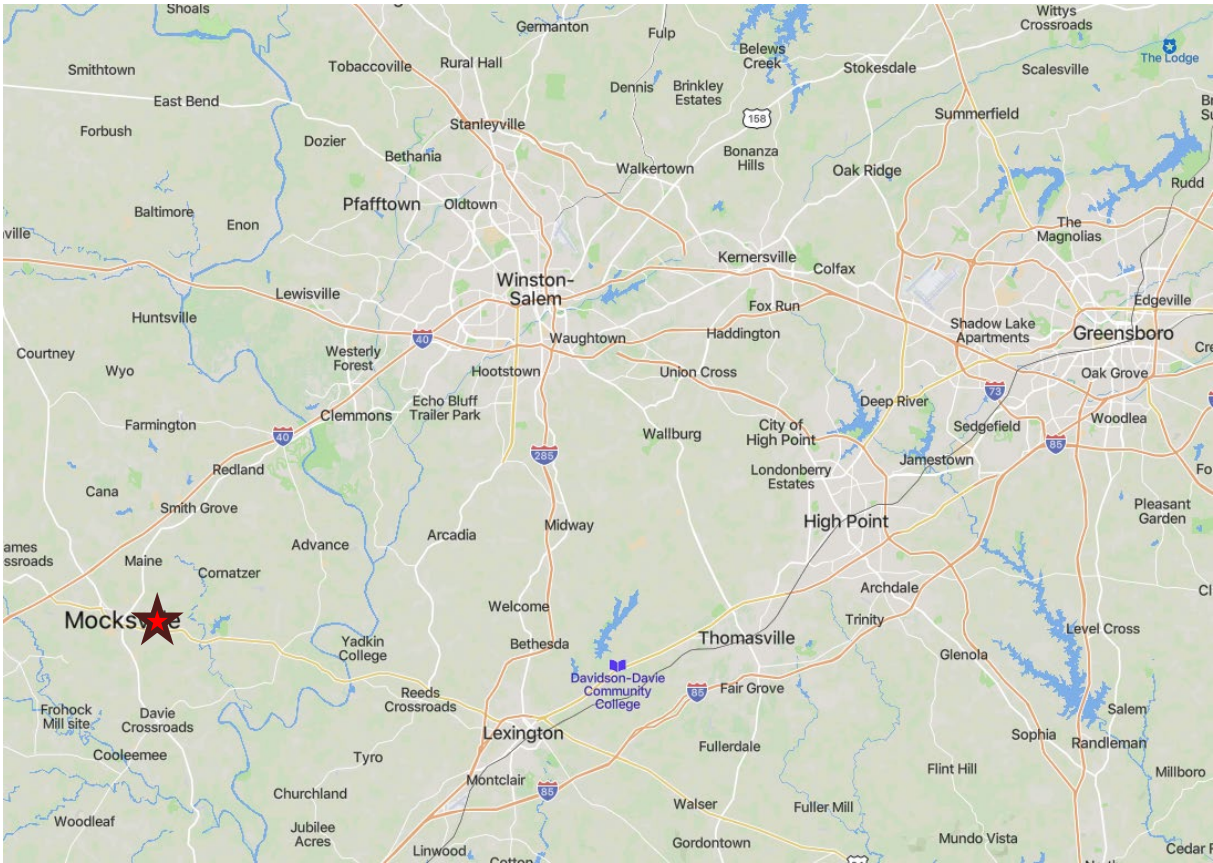 Shoals
Germanton
Fulp
Wittys
Crossroads
Belews
Creek
The Lodge
Smithtown
Tobaccoville
Rural Hall
Stokesdale
Scalesville
East Bend
Dennis
Brinkley
Estates
Forbush
Dozier
Stanleyville
158
Summerfield
Bethania
Walkertown
Bonanza
Hills
Oak Ridge
Rudd
Baltimore
Enon
Pfafftown
Oldtown
The
Magnolias
ville
Kernersville
Colfax
Winston-
Salem
Lewisville
Fox Run
Edgeville
Huntsville
40
Waughtown
Haddington
Shadow Lake
Apartments
Greensboro
Courtney
Wyo
Westerly
Forest
Hootstown
Union Cross
Oak Grove
73
Farmington
Clemmons
Echo Bluff
Trailer Park
Deep River
Woodlea
40
Wallburg
City of
High Point
Sedgefield
85
Redland
285
Londonberry
Estates
Jamestown
Cana
Smith Grove
Midway
High Point
Pleasant
Garden
Arcadia
Advance
ames
ssroads
Maine
Cornatzer
Archdale
Mocks
e
Welcome
Trinity
Level Cross
Yadkin
College
Bethesda
Thomasville
Glenola
Davidson-Davie
Community
College
85
Fair Grove
Reeds
Crossroads
Frohock
Mill site
Davie
Crossroads
Lexington
Salem
Cooleemee
Tyro
Fullerdale
Sophia
Randleman
Montclair
85
Flint Hill
Millboro
Churchland
Walser
Fuller Mill
Woodleaf
Jubilee
Acres
Linwood
Gordontown
Mundo Vista